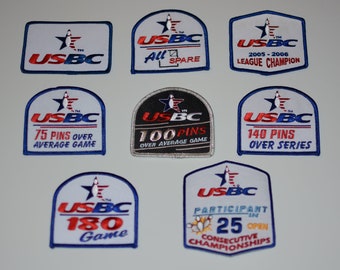 USBC
USBC
All SPARE
USBC
2005 - 2006
LEAGUE CHAMPION
USBC
75 PINS OVER
AVERAGE GAME
USBC
100 PINS
OVER AVERAGE GAME
USBC
140 PINS
OVER SERIES
USBC
180
Game
USBC
PARTICIPANT
25 OPEN
CONSECUTIVE
CHAMPIONSHIPS